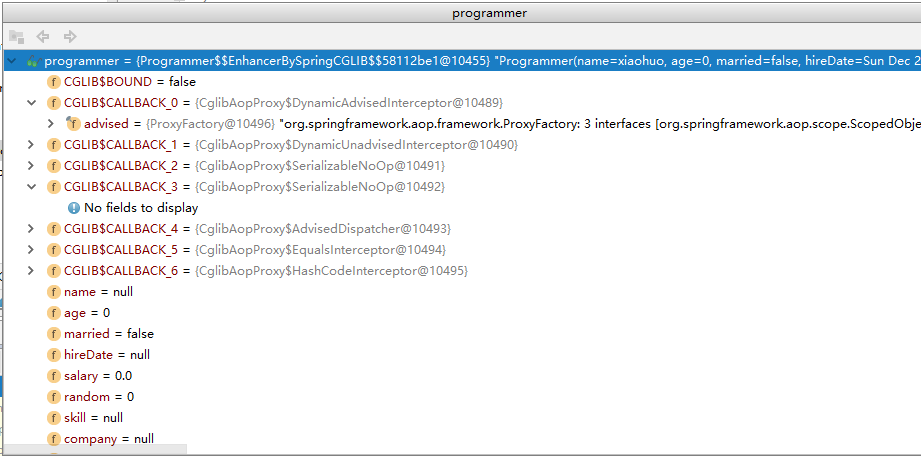 programmer
programmer = {Programmer$$EnhancerBySpringCGLIB$$58112be1@10455} "Programmer(name=xiaohuo, age=0, married=false, hireDate=Sun Dec 2
CGLIB$BOUND = false
CGLIB$CALLBACK_0 = {CglibAopProxy$DynamicAdvisedInterceptor@10489}
advised = {ProxyFactory@10496} "org.springframework.aop.framework.ProxyFactory: 3 interfaces [org.springframework.aop.scope.ScopedObje
CGLIB$CALLBACK_1 = {CglibAopProxy$DynamicUnadvisedInterceptor@10490}
CGLIB$CALLBACK_2 = {CglibAopProxy$SerializableNoOp@10491}
CGLIB$CALLBACK_3 = {CglibAopProxy$SerializableNoOp@10492}
No fields to display
CGLIB$CALLBACK_4 = {CglibAopProxy$AdvisedDispatcher@10493}
CGLIB$CALLBACK_5 = {CglibAopProxy$EqualsInterceptor@10494}
CGLIB$CALLBACK_6 = {CglibAopProxy$HashCodeInterceptor@10495}
name = null
age = 0
married = false
hireDate = null
salary = 0.0
random = 0
skill = null
company = null